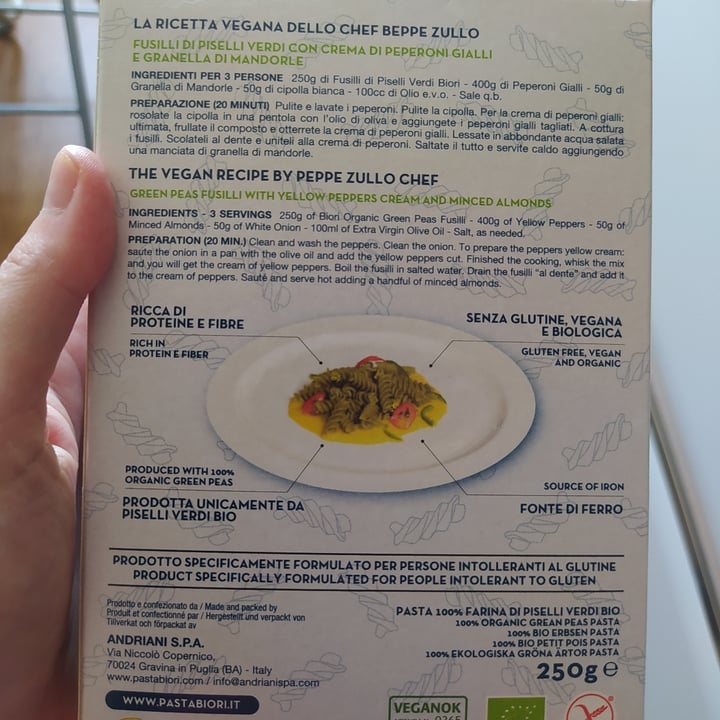 LA RICETTA VEGANA DELLO CHEF BEPPE ZULLO
FUSILLI DI PISELLI VERDI CON CREMA DI PEPERONI GIALLI
E GRANELLA DI MANDORLE
INGREDIENTI PER 3 PERSONE 250g di Fusilli di Piselli Verdi Biori - 400g di Peperoni Gialli - 50g di
Granella di Mandorle - 50g di cipolla bianca - 100cc di Olio e.v.o. - Sale q.b.
PREPARAZIONE (20 MINUTI) Pulite e lavate i peperoni. Pulite la cipolla. Per la crema di peperoni gialli:
rosolate la cipolla in una pentola con l'olio di oliva e aggiungete i peperoni gialli tagliati. A cottura
ultimata, frullate il composto e otterrete la crema di peperoni gialli. Lessate in abbondante acqua salata
i fusilli. Scolateli al dente e uniteli alla crema di peperoni. Saltate il tutto e servite caldo aggiungendo
una manciata di granella di mandorle.
THE VEGAN RECIPE BY PEPPE ZULLO CHEF
GREEN PEAS FUSILLI WITH YELLOW PEPPERS CREAM AND MINCED ALMONDS
INGREDIENTS - 3 SERVINGS 250g of Biori Organic Green Peas Fusilli - 400g of Yellow Peppers - 50g of
Minced Almonds - 50g of White Onion - 100ml of Extra Virgin Olive Oil - Salt, as needed.
PREPARATION (20 MIN.) Clean and wash the peppers. Clean the onion. To prepare the peppers yellow cream:
saute the onion in a pan with the olive oil and add the yellow peppers cut. Finished the cooking, whisk the mix
and you will get the cream of yellow peppers. Boil the fusilli in salted water. Drain the fusilli "al dente" and add it
to the cream of peppers. Sauté and serve hot adding a handful of minced almonds.
RICCA DI
PROTEINE E FIBRE
RICH IN
PROTEIN E FIBER
SENZA GLUTINE, VEGANA
E BIOLOGICA
GLUTEN FREE, VEGAN
AND ORGANIC
PRODUCED WITH 100%
ORGANIC GREEN PEAS
PRODOTTA UNICAMENTE DA
PISELLI VERDI BIO
SOURCE OF IRON
FONTE DI FERRO
PRODOTTO SPECIFICAMENTE FORMULATO PER PERSONE INTOLLERANTI AL GLUTINE
PRODUCT SPECIFICALLY FORMULATED FOR PEOPLE INTOLERANT TO GLUTEN
Prodotto e confezionato da / Made and packed by
Produit et confectionné par / Hergestellt und verpackt von
Tillverkat och förpackat av
ANDRIANI S.P.A.
Via Niccolò Copernico,
70024 Gravina in Puglia (BA) - Italy
www.pastabiori.com / info@andrianispa.com
WWW.PASTABIORI.IT
PASTA 100% FARINA DI PISELLI VERDI BIO
100% ORGANIC GREAN PEAS PASTA
100% BIO ERBSEN PASTA
100% BIO PETIT POIS PASTA
100% EKOLOGISKA GRÖNA ÄRTOR PASTA
250g e
VEGANOK